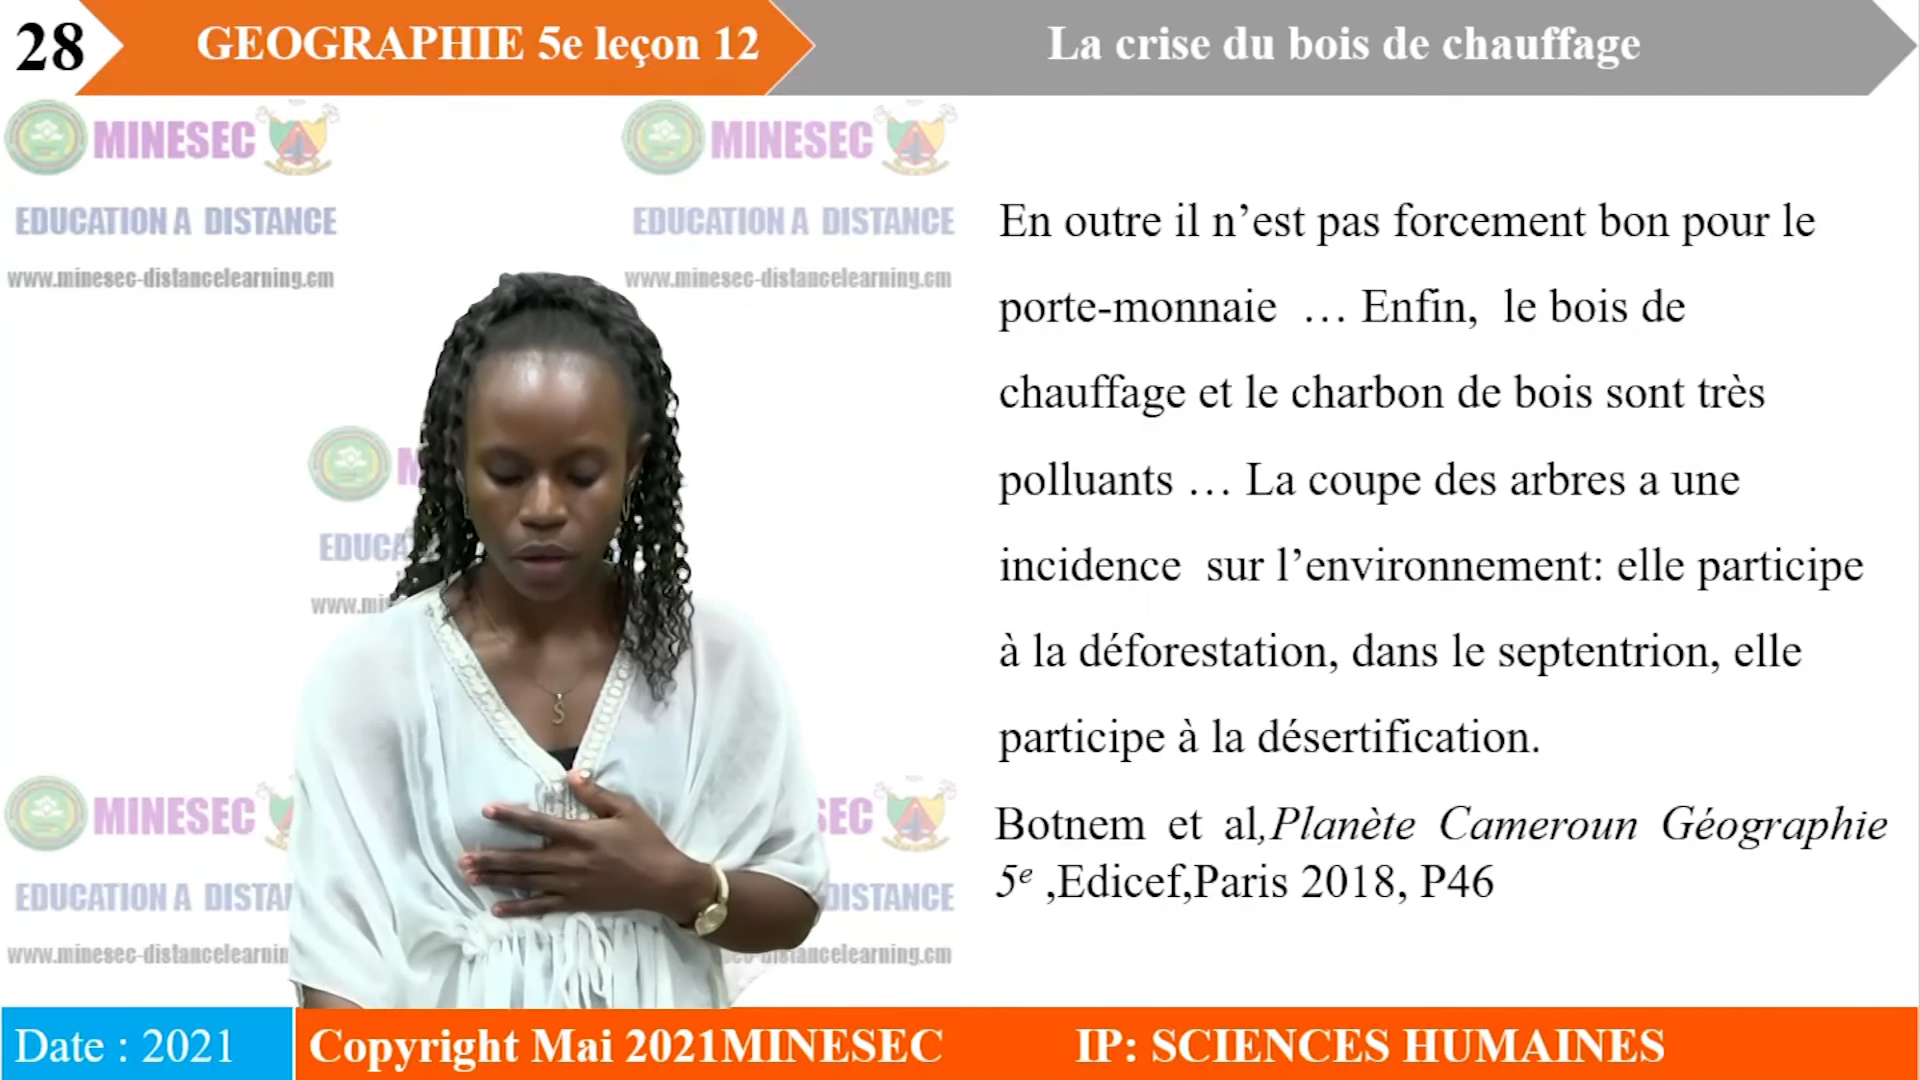 28
GEOGRAPHIE 5e leçon 12
La crise du bois de chauffage
MINESEC
EDUCATION A DISTANCE
www.minesec-distancelearning.cm
MINESEC
EDUCATION A DISTANCE
www.minesec-distancelearning.cm
En outre il n’est pas forcement bon pour le
porte-monnaie … Enfin, le bois de
chauffage et le charbon de bois sont très
polluants … La coupe des arbres a une
incidence sur l’environnement: elle participe
à la déforestation, dans le septentrion, elle
participe à la désertification.
Botnem et al,Planète Cameroun Géographie
5e ,Edicef,Paris 2018, P46
MINESEC
EDUCATION A DISTA
www.minesec-distancelearnin
SEC
DISTANCE
distancelearning.cm
Date : 2021
Copyright Mai 2021MINESEC
IP: SCIENCES HUMAINES